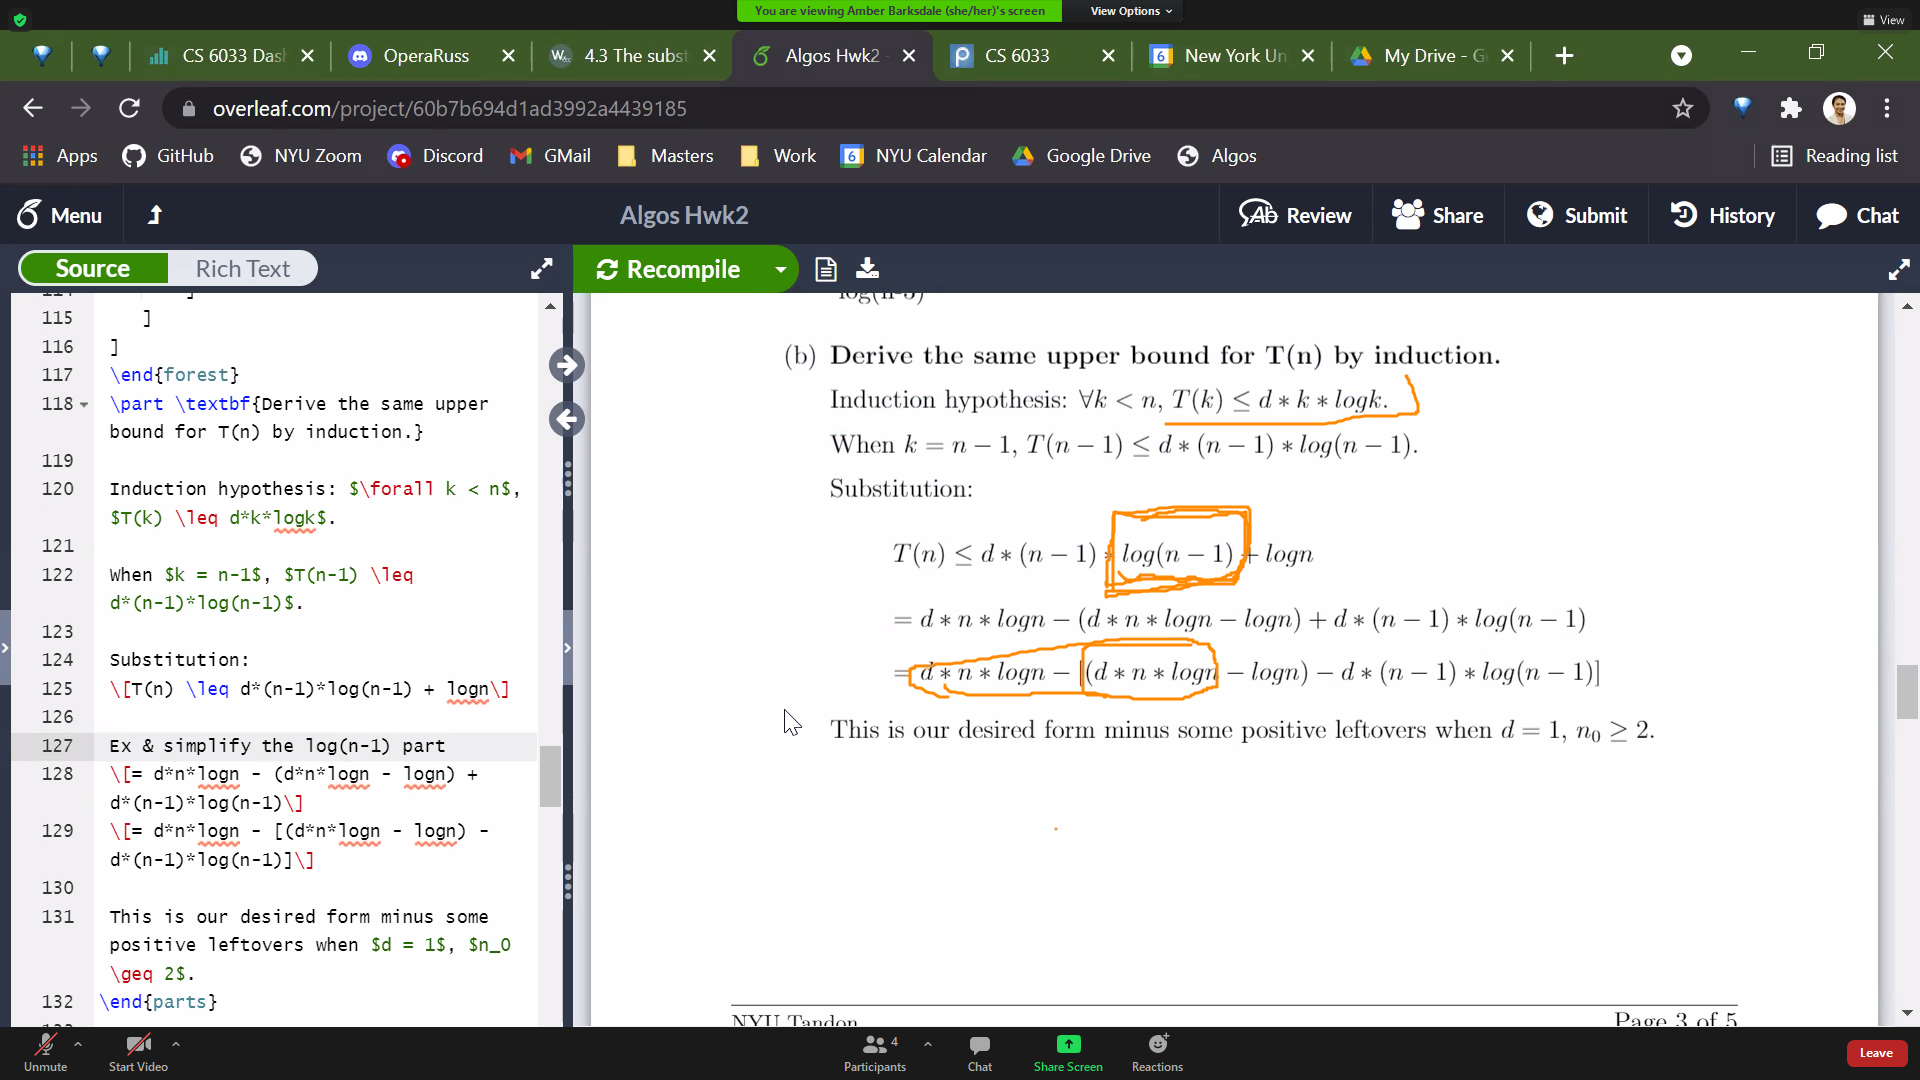 You are viewing Amber Barksdale (she/her)'s screen View Options
View
CS 6033 Das OperaRuss 4.3 The subst Algos Hwk2 - CS 6033 New York Un My Drive - G
overleaf.com/project/60b7b694d1ad3992a4439185
Apps GitHub NYU Zoom Discord GMail Masters Work NYU Calendar Google Drive Algos Reading list
Menu Algos Hwk2 Review Share Submit History Chat
Source Rich Text Recompile
115 ]
116 ]
117 \end{forest}
118 \part \textbf{Derive the same upper
bound for T(n) by induction.}
119
120 Induction hypothesis: $\forall k < n$,
$T(k) \leq d*k*logk$.
121
122 When $k = n-1$, $T(n-1) \leq
d*(n-1)*log(n-1)$.
123
124 Substitution:
125 \[T(n) \leq d*(n-1)*log(n-1) + logn\]
126
127 Ex & simplify the log(n-1) part
128 \[= d*n*logn - (d*n*logn - logn) +
d*(n-1)*log(n-1)\]
129 \[= d*n*logn - [(d*n*logn - logn) -
d*(n-1)*log(n-1)]\]
130
131 This is our desired form minus some
positive leftovers when $d = 1$, $n_0
\geq 2$.
132 \end{parts}
log(n-3)
(b) Derive the same upper bound for T(n) by induction.
Induction hypothesis: ∀k < n, T(k) ≤ d ∗ k ∗ logk.
When k = n − 1, T(n − 1) ≤ d ∗ (n − 1) ∗ log(n − 1).
Substitution:
T(n) ≤ d ∗ (n − 1) ∗ log(n − 1) + logn
= d ∗ n ∗ logn − (d ∗ n ∗ logn − logn) + d ∗ (n − 1) ∗ log(n − 1)
= d ∗ n ∗ logn − [(d ∗ n ∗ logn − logn) − d ∗ (n − 1) ∗ log(n − 1)]
This is our desired form minus some positive leftovers when d = 1, n₀ ≥ 2.
NYU Tandon Page 3 of 5
Unmute Start Video Participants 4 Chat Share Screen Reactions Leave